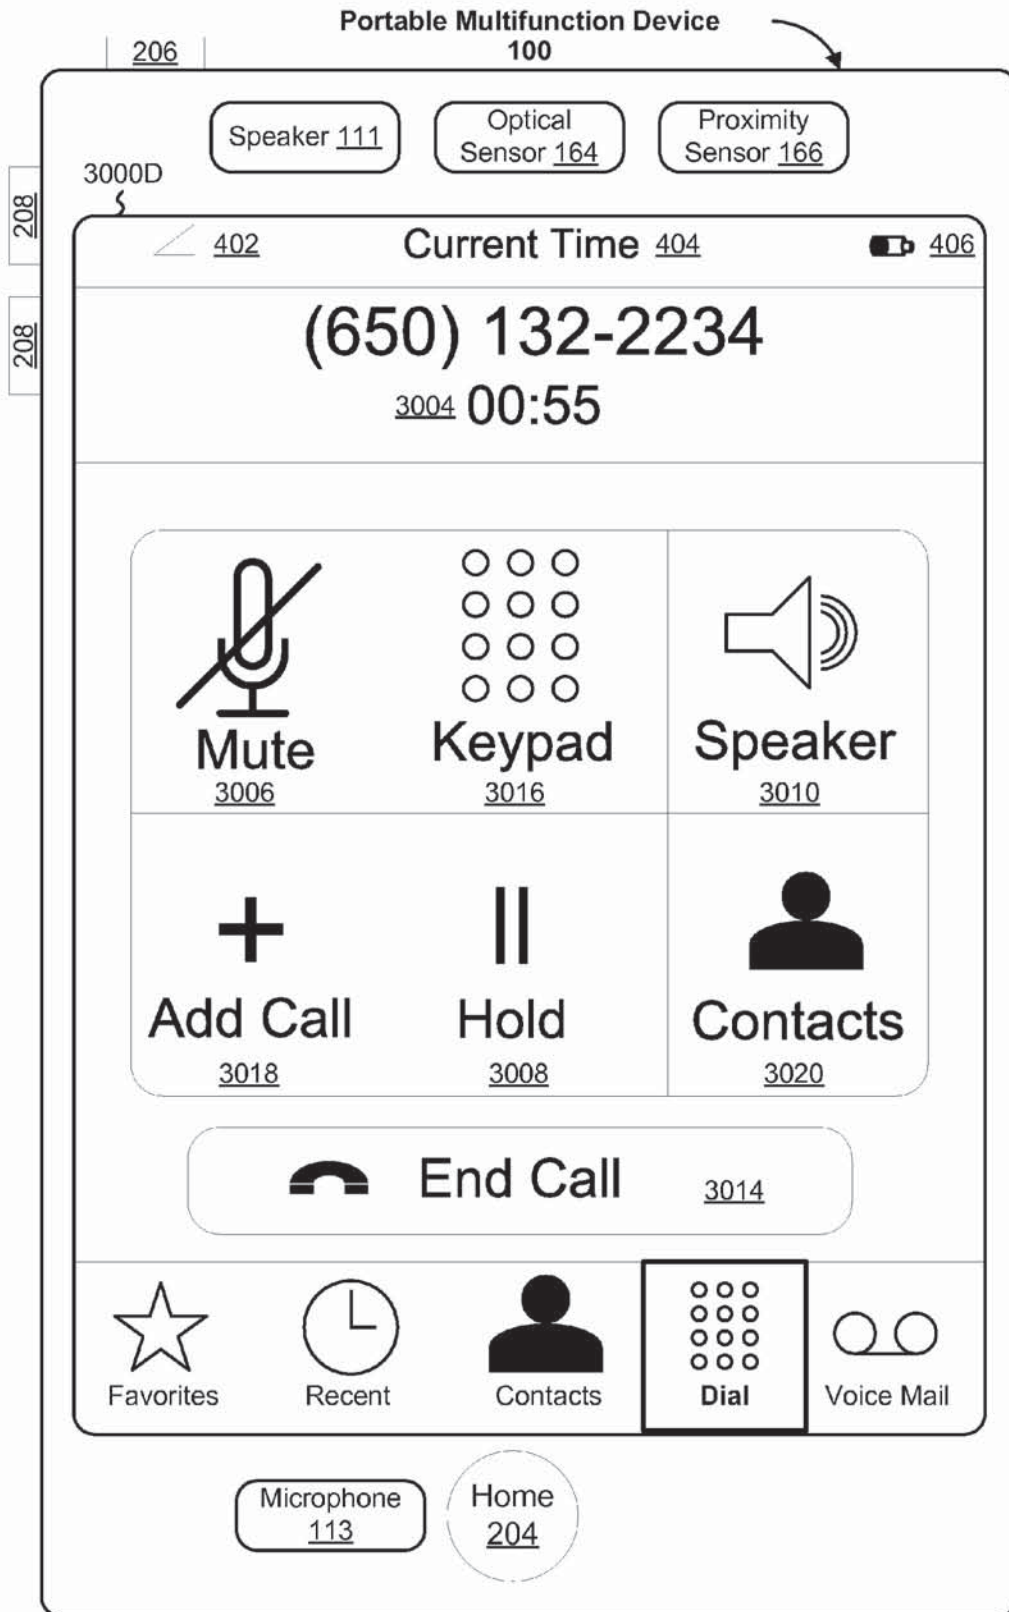 Portable Multifunction Device
100
206
Speaker 111
Optical
Sensor 164
Proximity
Sensor 166
3000D
208
402
Current Time 404
406
208
(650) 132-2234
3004 00:55
Mute
3006
Keypad
3016
Speaker
3010
Add Call
3018
Hold
3008
Contacts
3020
End Call 3014
Favorites
Recent
Contacts
Dial
Voice Mail
Microphone
113
Home
204